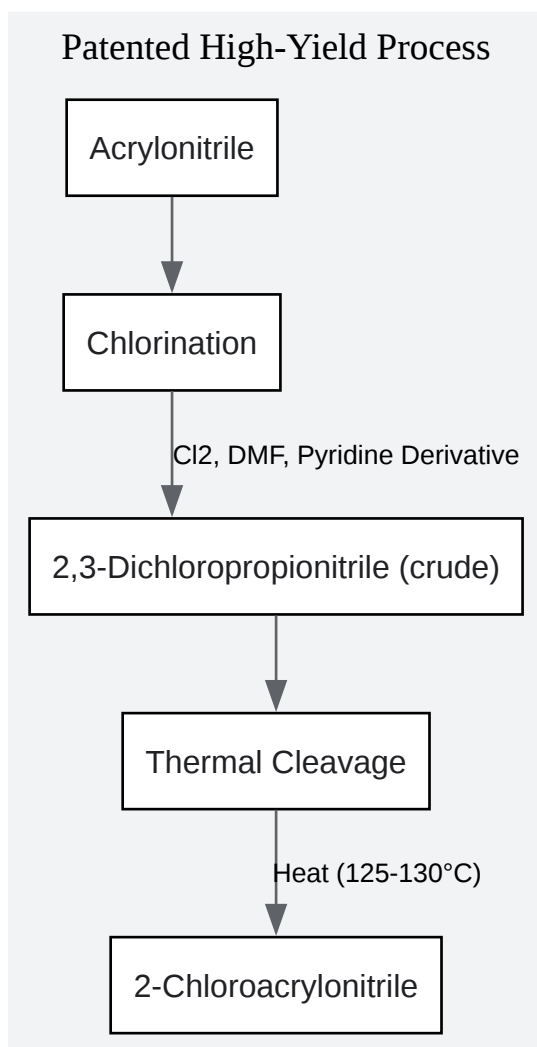 Patented High-Yield Process
Acrylonitrile
Chlorination
Cl2, DMF, Pyridine Derivative
2,3-Dichloropropionitrile (crude)
Thermal Cleavage
Heat (125-130°C)
2-Chloroacrylonitrile